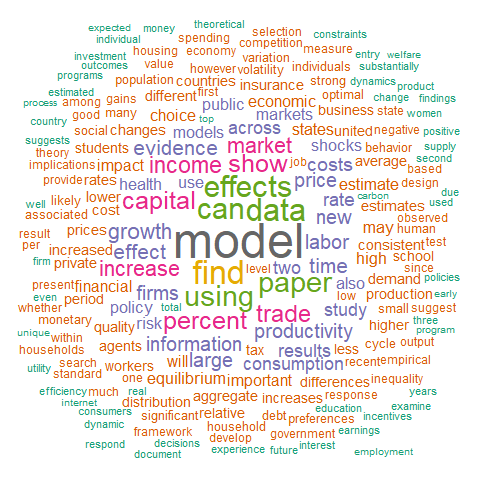 expected money theoretical
individual spending selection constraints
investment housing economy competition measure
outcomes value however volatility variation. entry welfare
programs population countries insurance individuals substantially
estimated gains different first strong dynamics product
process among many choice public economic optimal change findings
country good top markets business state women
social changes models across states united negative positive
suggests students evidence market shocks behavior supply
theory impact income show job costs average second
implications effects price estimate carbon based
provide rates health use rate design due
well likely lower capital can data new estimates used
associated cost may observed
result prices growth model labor human
per increased effect consistent test
firm private increase find level two time high school since
present financial using paper also demand policies
even period firms low production early
whether policy total percent trade study small suggest
monetary quality risk productivity higher three
unique within agents information results less cycle output program
households search will large tax consumption recent empirical
utility standard workers one equilibrium important differences inequality
efficiency much real aggregate increases response years
internet distribution debt preferences education incentives examine
consumers significant relative
dynamic framework household government earnings
respond decisions develop interest
document experience future employment